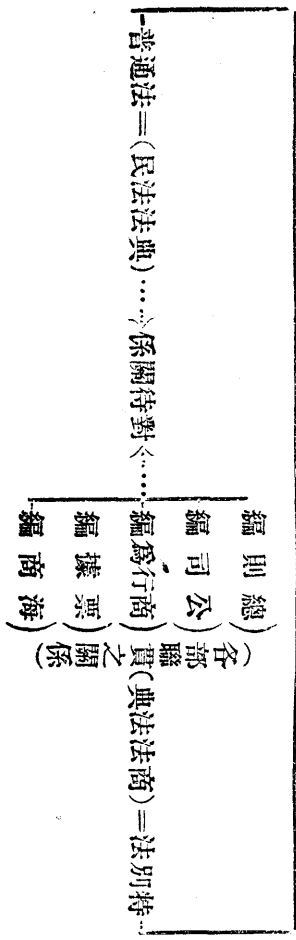 普通法＝(民法法典)……對待關係……
總則編
公司編
商行為編
票據編
海商編
(各部聯貫之關係)
(商法法典)＝特別法